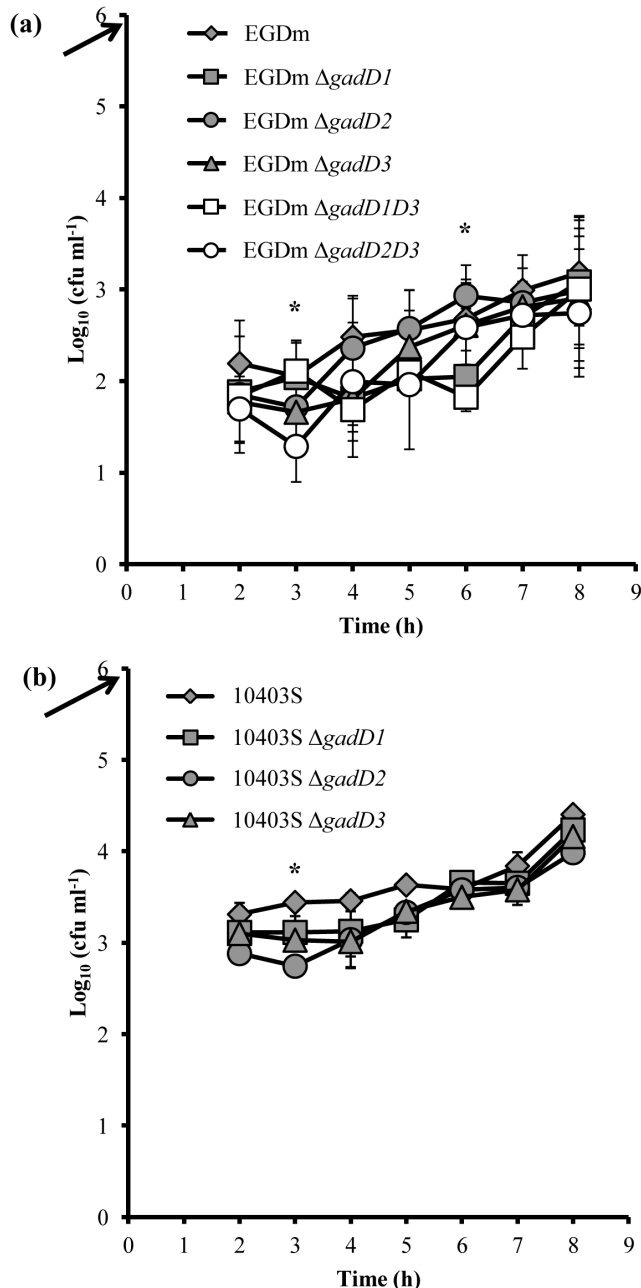 (a)
6
5
4
3
2
1
0
Log₁₀ (cfu ml⁻¹)
EGDm
EGDm ΔgadD1
EGDm ΔgadD2
EGDm ΔgadD3
EGDm ΔgadD1D3
EGDm ΔgadD2D3
*
*
0 1 2 3 4 5 6 7 8 9
Time (h)
(b)
6
5
4
3
2
1
0
Log₁₀ (cfu ml⁻¹)
10403S
10403S ΔgadD1
10403S ΔgadD2
10403S ΔgadD3
*
0 1 2 3 4 5 6 7 8 9
Time (h)